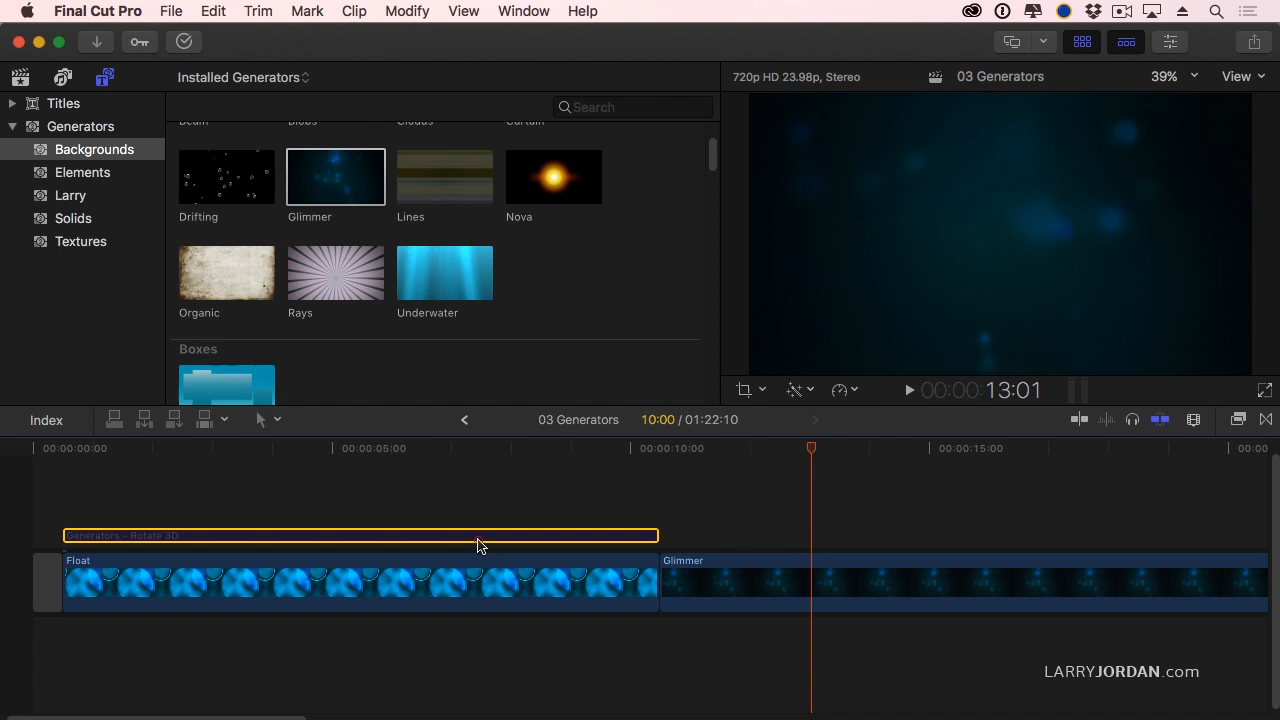 Final Cut Pro File Edit Trim Mark Clip Modify View Window Help
Installed Generators
720p HD 23.98p, Stereo
03 Generators
39%
View
Titles
Generators
Backgrounds
Elements
Larry
Solids
Textures
Search
Drifting
Glimmer
Lines
Nova
Organic
Rays
Underwater
Boxes
00:00:00:13:01
Index
03 Generators
10:00 / 01:22:10
00:00:00:00
00:00:05:00
00:00:10:00
00:00:15:00
00:00
Generators - Rotate 3D
Float
Glimmer
LARRYJORDAN.com